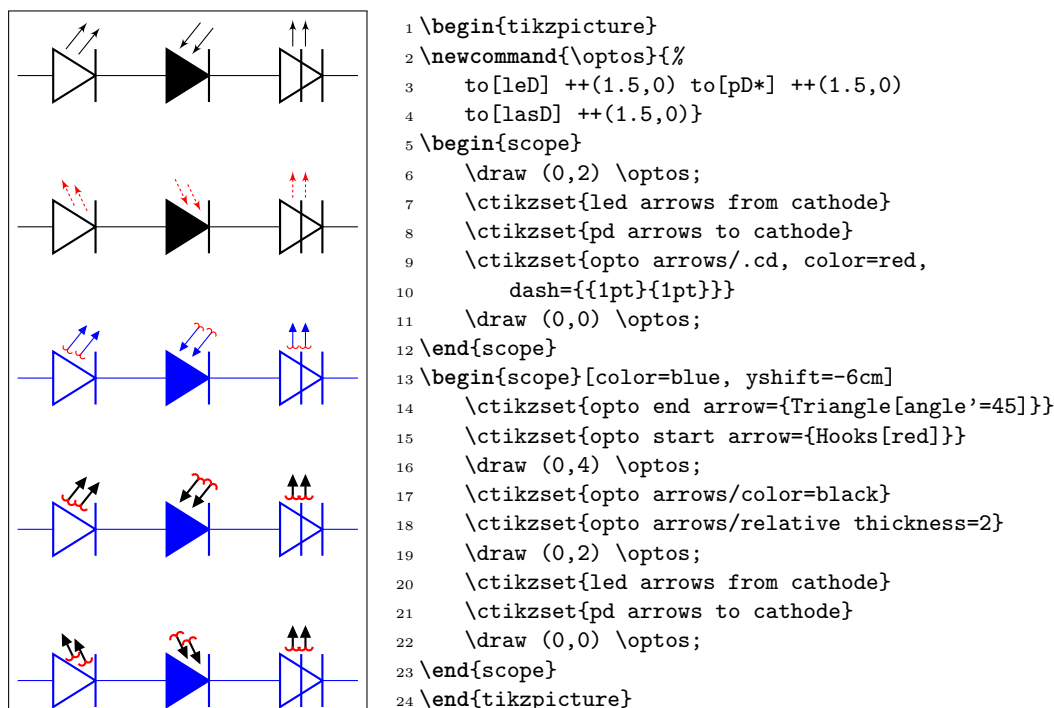 1 \begin{tikzpicture}
2 \newcommand{\optos}{%
3     to[leD] ++(1.5,0) to[pD*] ++(1.5,0)
4     to[lasD] ++(1.5,0)}
5 \begin{scope}
6     \draw (0,2) \optos;
7     \ctikzset{led arrows from cathode}
8     \ctikzset{pd arrows to cathode}
9     \ctikzset{opto arrows/.cd, color=red,
10         dash={{1pt}{1pt}}}
11     \draw (0,0) \optos;
12 \end{scope}
13 \begin{scope}[color=blue, yshift=-6cm]
14     \ctikzset{opto end arrow={Triangle[angle'=45]}}
15     \ctikzset{opto start arrow={Hooks[red]}}
16     \draw (0,4) \optos;
17     \ctikzset{opto arrows/color=black}
18     \ctikzset{opto arrows/relative thickness=2}
19     \draw (0,2) \optos;
20     \ctikzset{led arrows from cathode}
21     \ctikzset{pd arrows to cathode}
22     \draw (0,0) \optos;
23 \end{scope}
24 \end{tikzpicture}